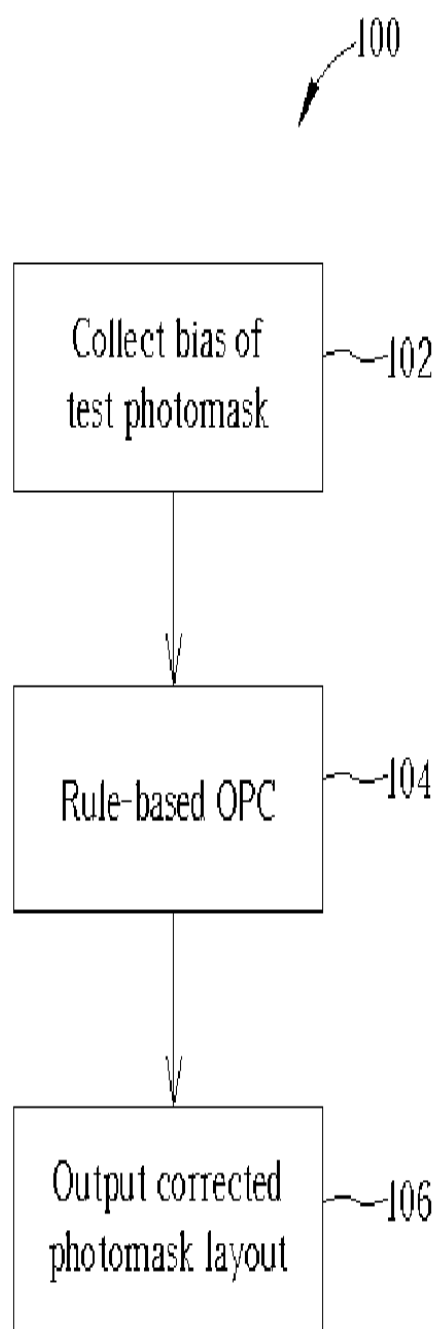 100
Collect bias of
test photomask
102
Rule-based OPC
104
Output corrected
photomask layout
106